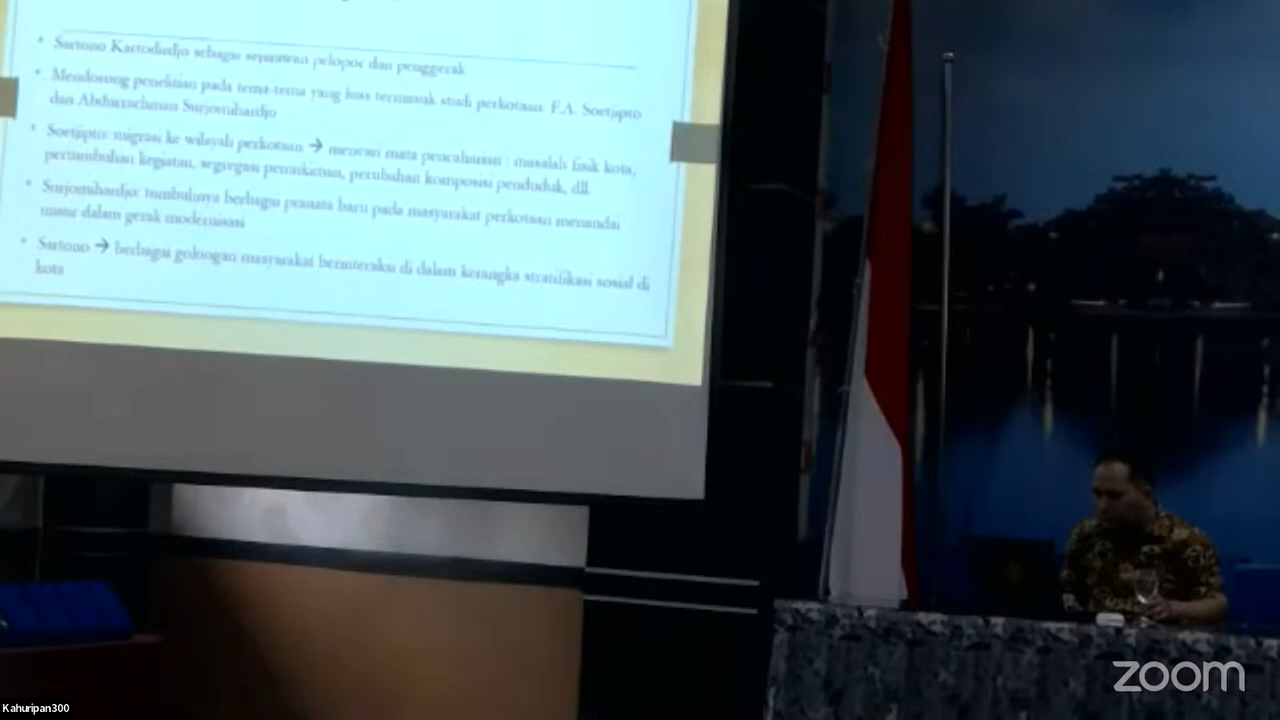 Sartono Kartodirdjo sebagai sejarawan pelopor dan penggerak
Mendorong penelitian pada tema-tema yang luas termasuk studi perkotaan: F.A. Soetjipto
dan Abdurrachman Surjomihardjo
Soetjipto: migrasi ke wilayah perkotaan → mencari mata pencaharian : masalah fisik kota,
pertumbuhan kegiatan, segregasi pemukiman, perubahan komposisi penduduk, dll.
Surjomihardjo: tumbuhnya berbagai pranata baru pada masyarakat perkotaan menandai
unsur dalam gerak modernisasi
Sartono → berbagai golongan masyarakat berinteraksi di dalam kerangka stratifikasi sosial di
kota
zoom
Kahuripan300